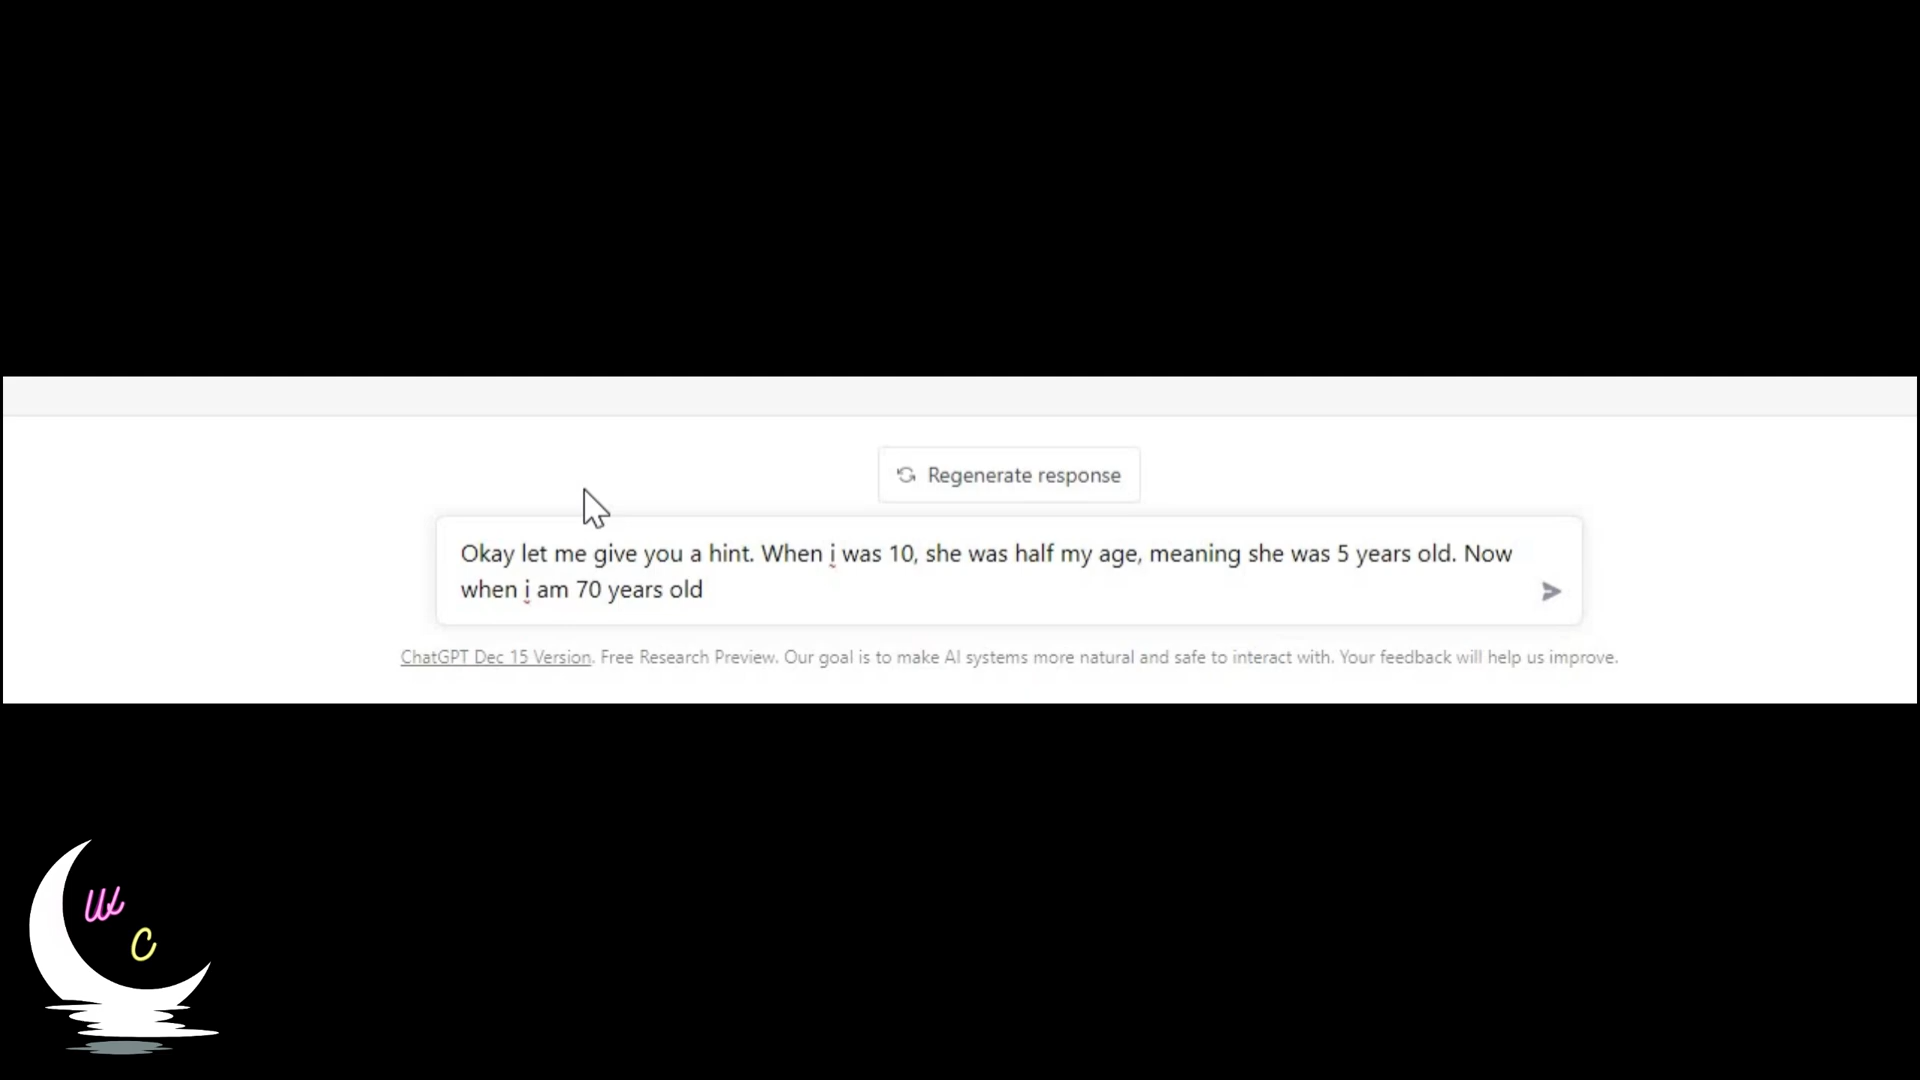 Regenerate response
Okay let me give you a hint. When i was 10, she was half my age, meaning she was 5 years old. Now
when i am 70 years old
ChatGPT Dec 15 Version. Free Research Preview. Our goal is to make AI systems more natural and safe to interact with. Your feedback will help us improve.
W
C